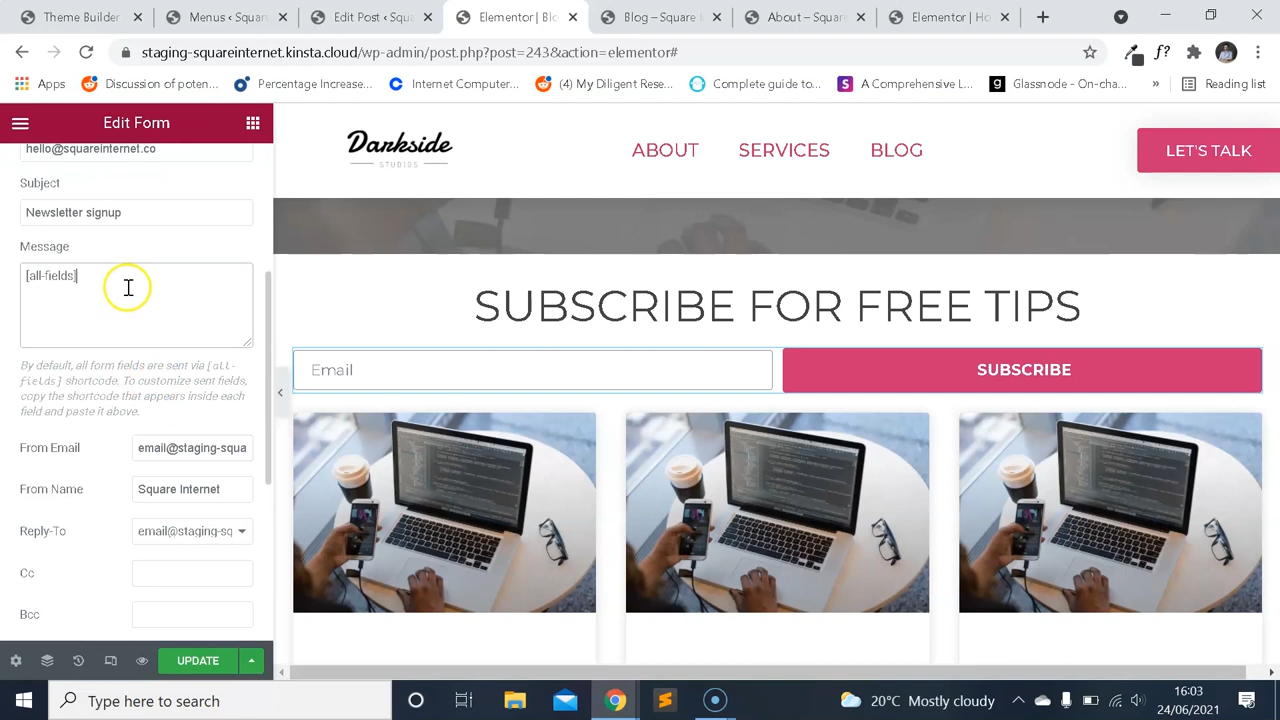 Theme Builder
Menus ‹ Squar
Edit Post ‹ Squ
Elementor | Blo
Blog – Square I
About – Square
Elementor | Ho
staging-squareinternet.kinsta.cloud/wp-admin/post.php?post=243&action=elementor#
f?
Apps
Discussion of poten...
Percentage Increase...
Internet Computer...
(4) My Diligent Rese...
Complete guide to...
A Comprehensive L...
Glassnode - On-cha...
»
Reading list
Edit Form
hello@squareinternet.co
Subject
Newsletter signup
Message
[all-fields]
By default, all form fields are sent via [all-
fields] shortcode. To customize sent fields,
copy the shortcode that appears inside each
field and paste it above.
From Email
email@staging-squa
From Name
Square Internet
Reply-To
email@staging-sq
Cc
Bcc
UPDATE
Darkside
STUDIOS
ABOUT
SERVICES
BLOG
LET'S TALK
SUBSCRIBE FOR FREE TIPS
Email
SUBSCRIBE
Type here to search
20°C Mostly cloudy
16:03
24/06/2021